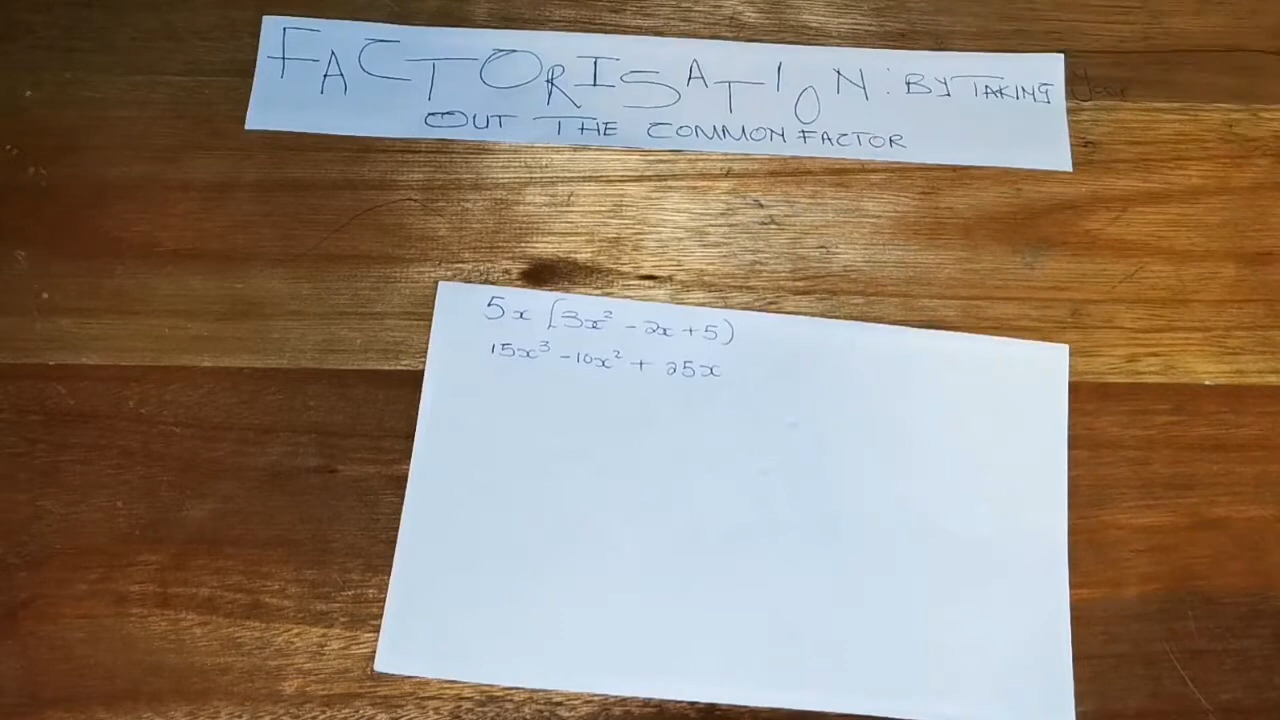 FACTORISATION: BY TAKING
OUT THE COMMON FACTOR
5x (3x² - 2x + 5)
15x³ - 10x² + 25x